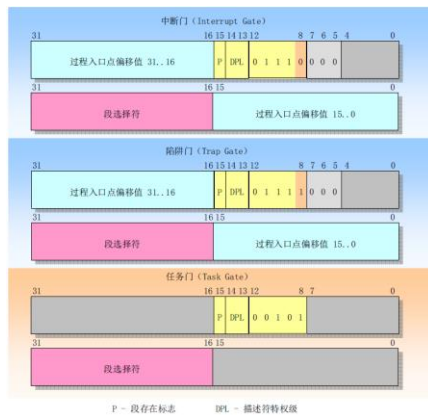 中断门（Interrupt Gate）
31 16 15 14 13 12 8 7 6 5 4 0
过程入口点偏移值 31..16 P DPL 0 1 1 1 0 0 0 0
31 16 15 0
段选择符 过程入口点偏移值 15..0
陷阱门（Trap Gate）
31 16 15 14 13 12 8 7 6 5 4 0
过程入口点偏移值 31..16 P DPL 0 1 1 1 1 0 0 0
31 16 15 0
段选择符 过程入口点偏移值 15..0
任务门（Task Gate）
31 16 15 14 13 12 8 7 0
P DPL 0 0 1 0 1
31 16 15 0
段选择符
P - 段存在标志 DPL - 描述符特权级